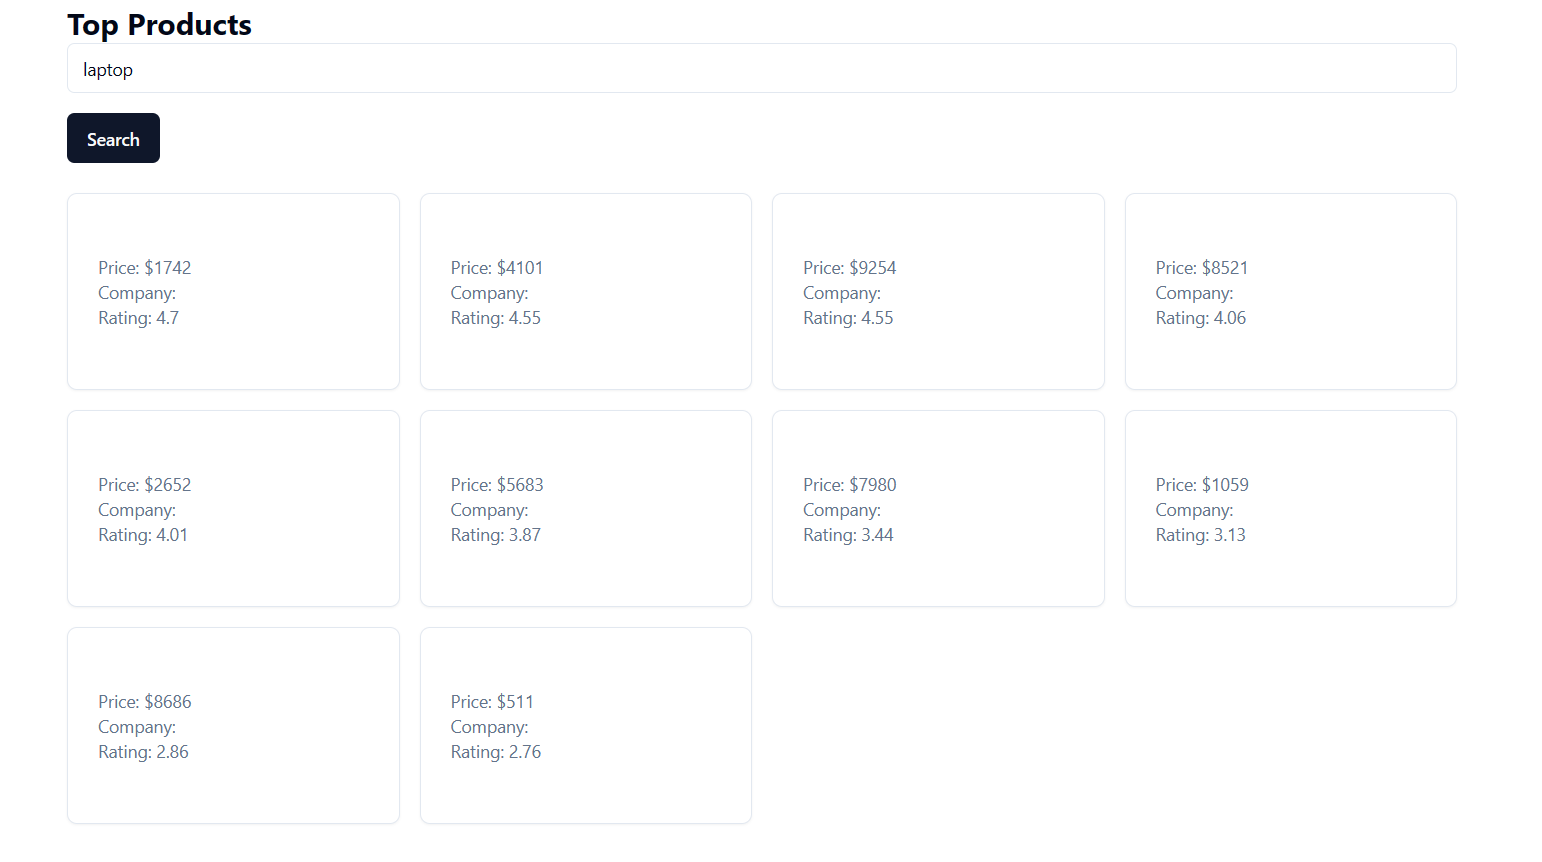 Top Products
laptop
Search
Price: $1742
Company:
Rating: 4.7
Price: $4101
Company:
Rating: 4.55
Price: $9254
Company:
Rating: 4.55
Price: $8521
Company:
Rating: 4.06
Price: $2652
Company:
Rating: 4.01
Price: $5683
Company:
Rating: 3.87
Price: $7980
Company:
Rating: 3.44
Price: $1059
Company:
Rating: 3.13
Price: $8686
Company:
Rating: 2.86
Price: $511
Company:
Rating: 2.76